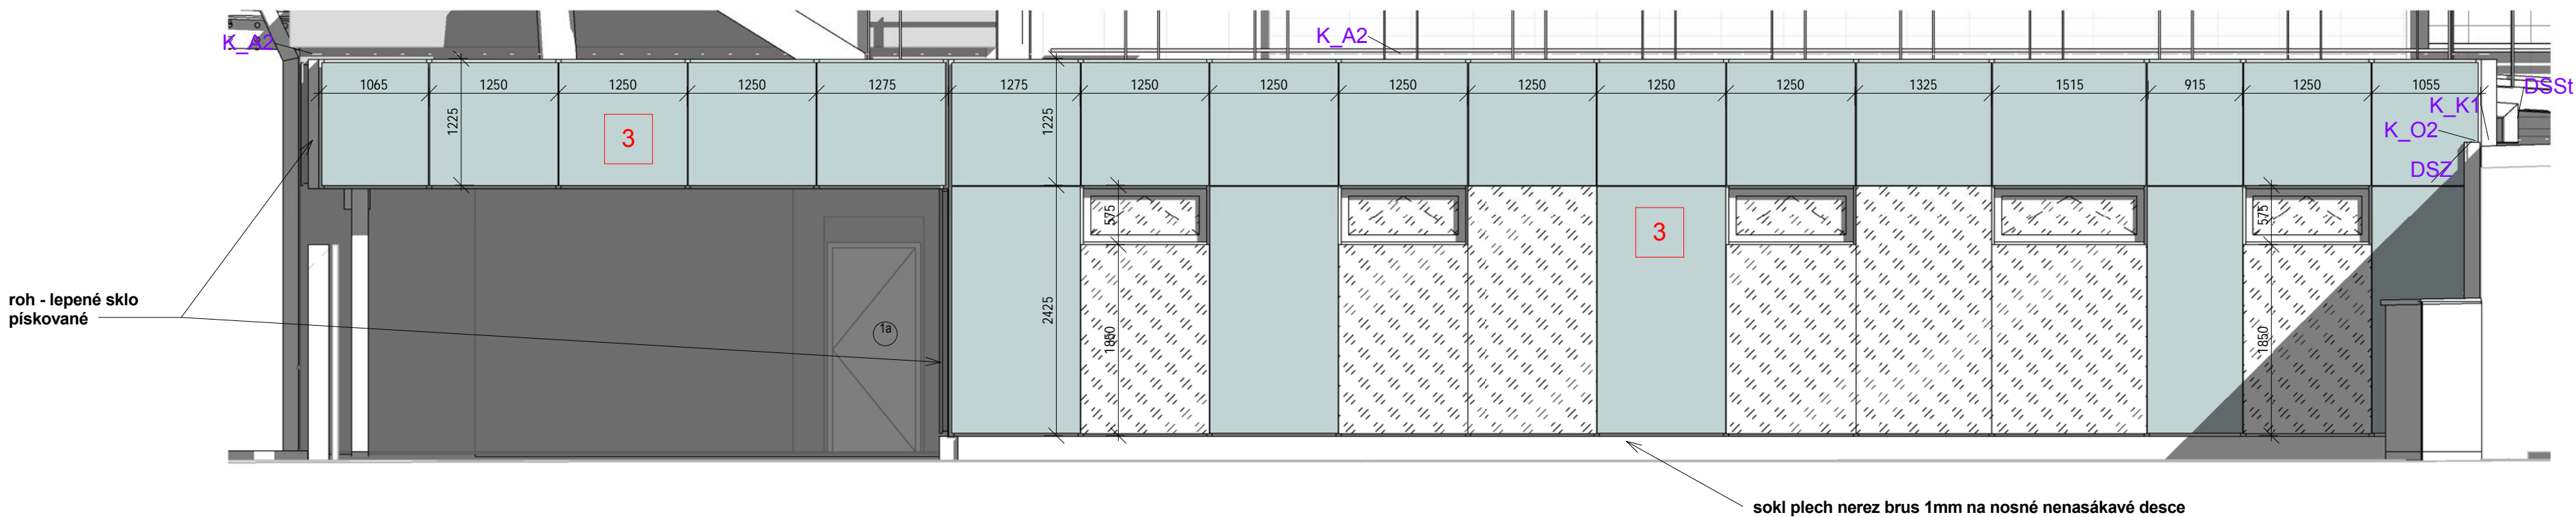 K_A2
K_A2
1065 1250 1250 1250 1275 1275 1250 1250 1250 1250 1250 1250 1325 1515 915 1250 1055
DSSt
K_K1
K_O2
DSZ
1225
3
1225
575
3
575
2425
1850
1850
1a
roh - lepené sklo
pískované
sokl plech nerez brus 1mm na nosné nenasákavé desce